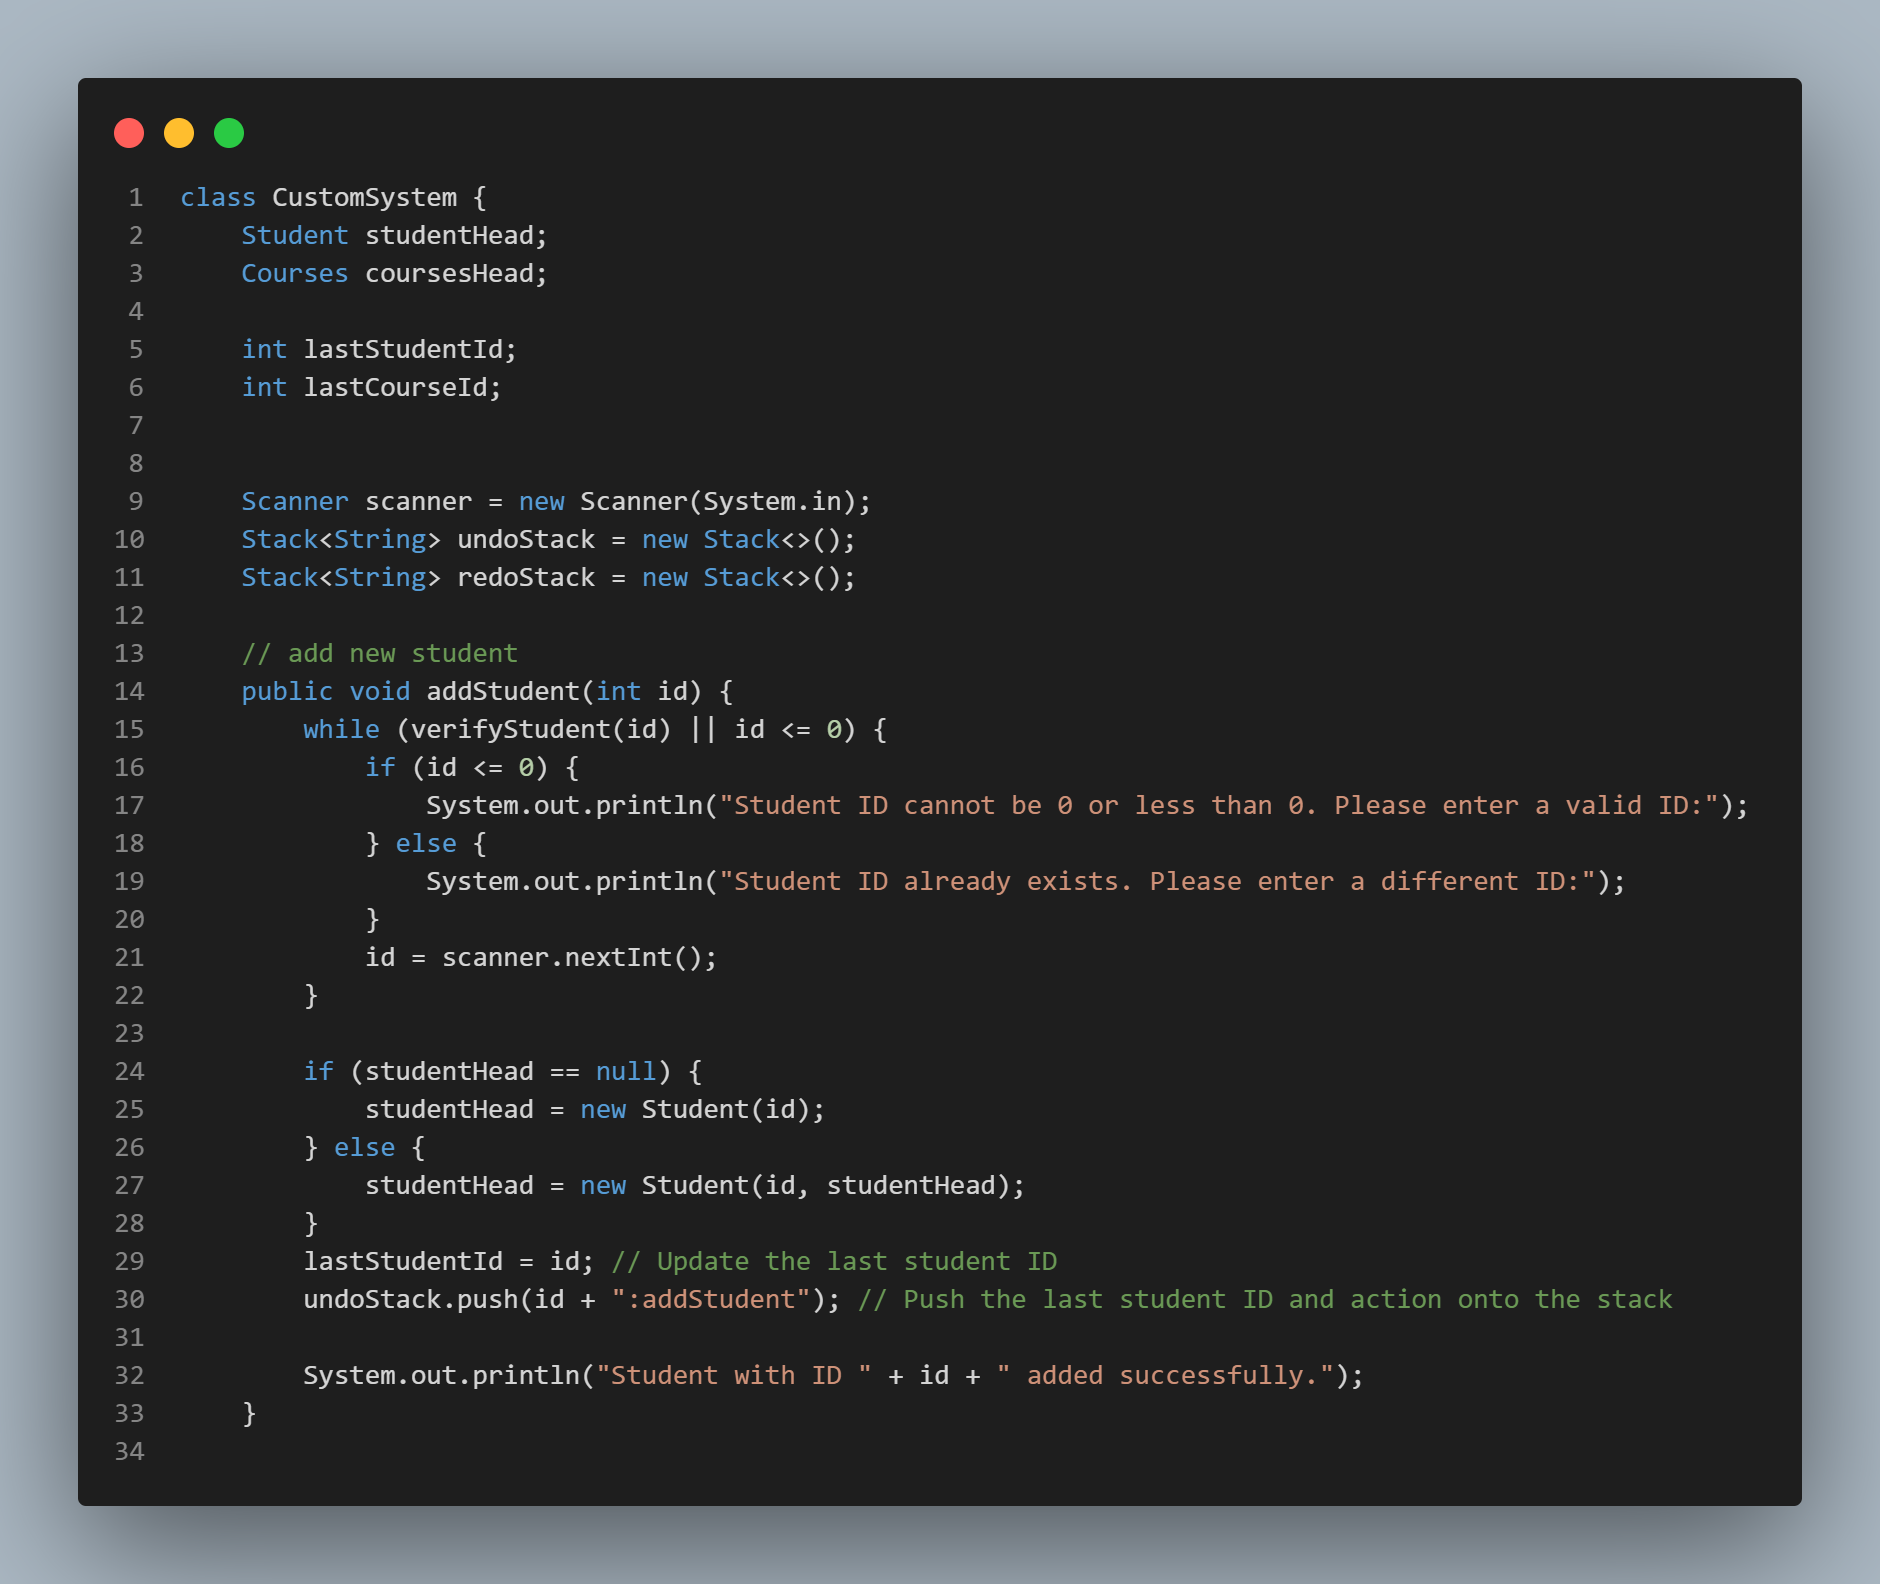 1 class CustomSystem {
2     Student studentHead;
3     Courses coursesHead;
4
5     int lastStudentId;
6     int lastCourseId;
7
8
9     Scanner scanner = new Scanner(System.in);
10     Stack<String> undoStack = new Stack<>();
11     Stack<String> redoStack = new Stack<>();
12
13     // add new student
14     public void addStudent(int id) {
15         while (verifyStudent(id) || id <= 0) {
16             if (id <= 0) {
17                 System.out.println("Student ID cannot be 0 or less than 0. Please enter a valid ID:");
18             } else {
19                 System.out.println("Student ID already exists. Please enter a different ID:");
20             }
21             id = scanner.nextInt();
22         }
23
24         if (studentHead == null) {
25             studentHead = new Student(id);
26         } else {
27             studentHead = new Student(id, studentHead);
28         }
29         lastStudentId = id; // Update the last student ID
30         undoStack.push(id + ":addStudent"); // Push the last student ID and action onto the stack
31
32         System.out.println("Student with ID " + id + " added successfully.");
33     }
34